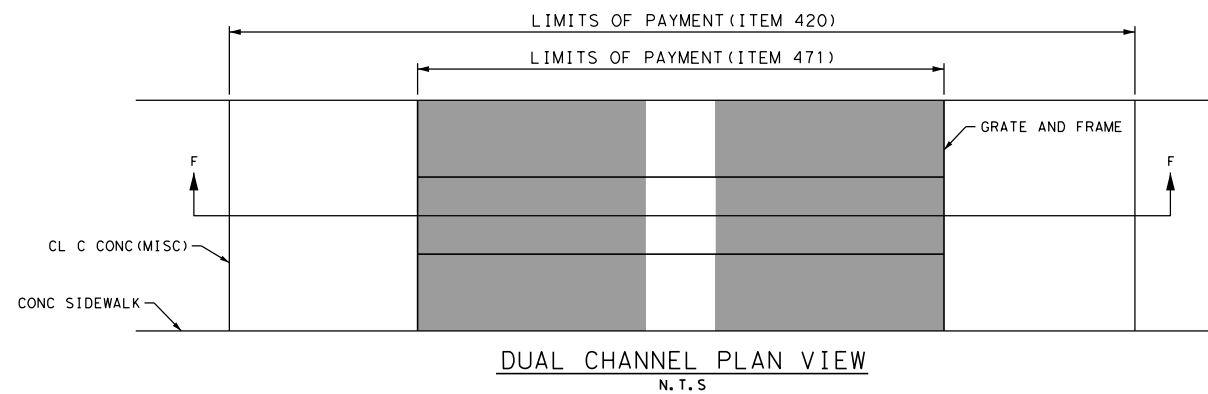 LIMITS OF PAYMENT(ITEM 420)
LIMITS OF PAYMENT(ITEM 471)
GRATE AND FRAME
F
F
CL C CONC(MISC)
CONC SIDEWALK
DUAL CHANNEL PLAN VIEW
N.T.S